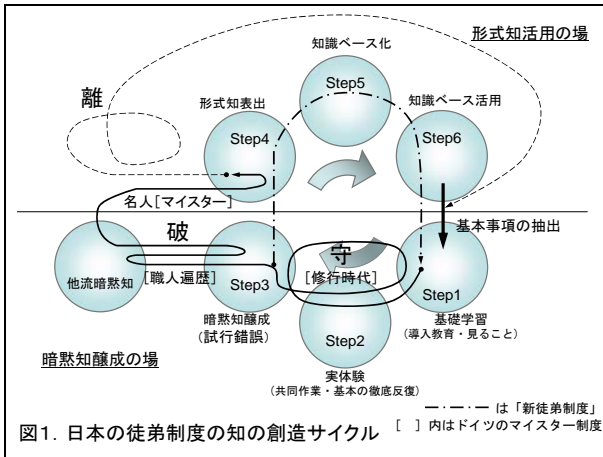 形式知活用の場
知識ベース化
Step5
離
形式知表出
Step4
知識ベース活用
Step6
名人[マイスター]
基本事項の抽出
破
守
他流暗黙知
[職人遍歴]
Step3
[修行時代]
Step1
暗黙知醸成
(試行錯誤)
Step2
基礎学習
(導入教育・見ること)
暗黙知醸成の場
実体験
(共同作業・基本の徹底反復)
は「新徒弟制度」
図1. 日本の徒弟制度の知の創造サイクル
[ ]内はドイツのマイスター制度